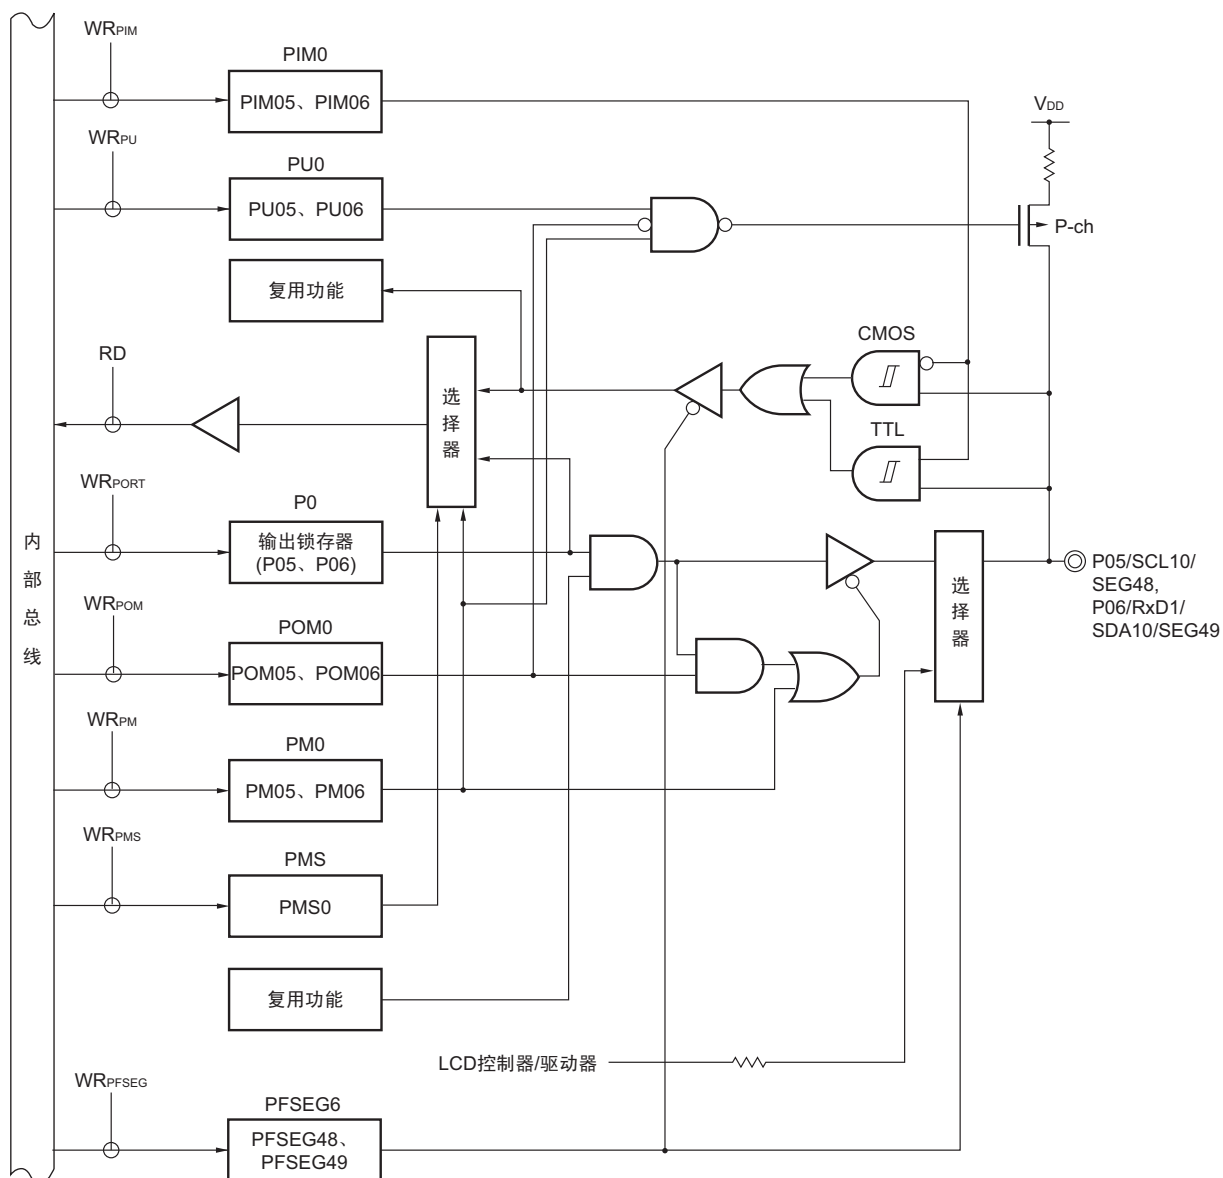 WRPIM
PIM0
PIM05、PIM06
VDD
WRPU
PU0
PU05、PU06
P-ch
复用功能
CMOS
RD
选择器
TTL
WRPORT
P0
输出锁存器
(P05、P06)
内部总线
选择器
P05/SCL10/
SEG48,
P06/RxD1/
SDA10/SEG49
WRPOM
POM0
POM05、POM06
WRPM
PM0
PM05、PM06
WRPMS
PMS
PMS0
复用功能
LCD控制器/驱动器
WRPFSEG
PFSEG6
PFSEG48、
PFSEG49